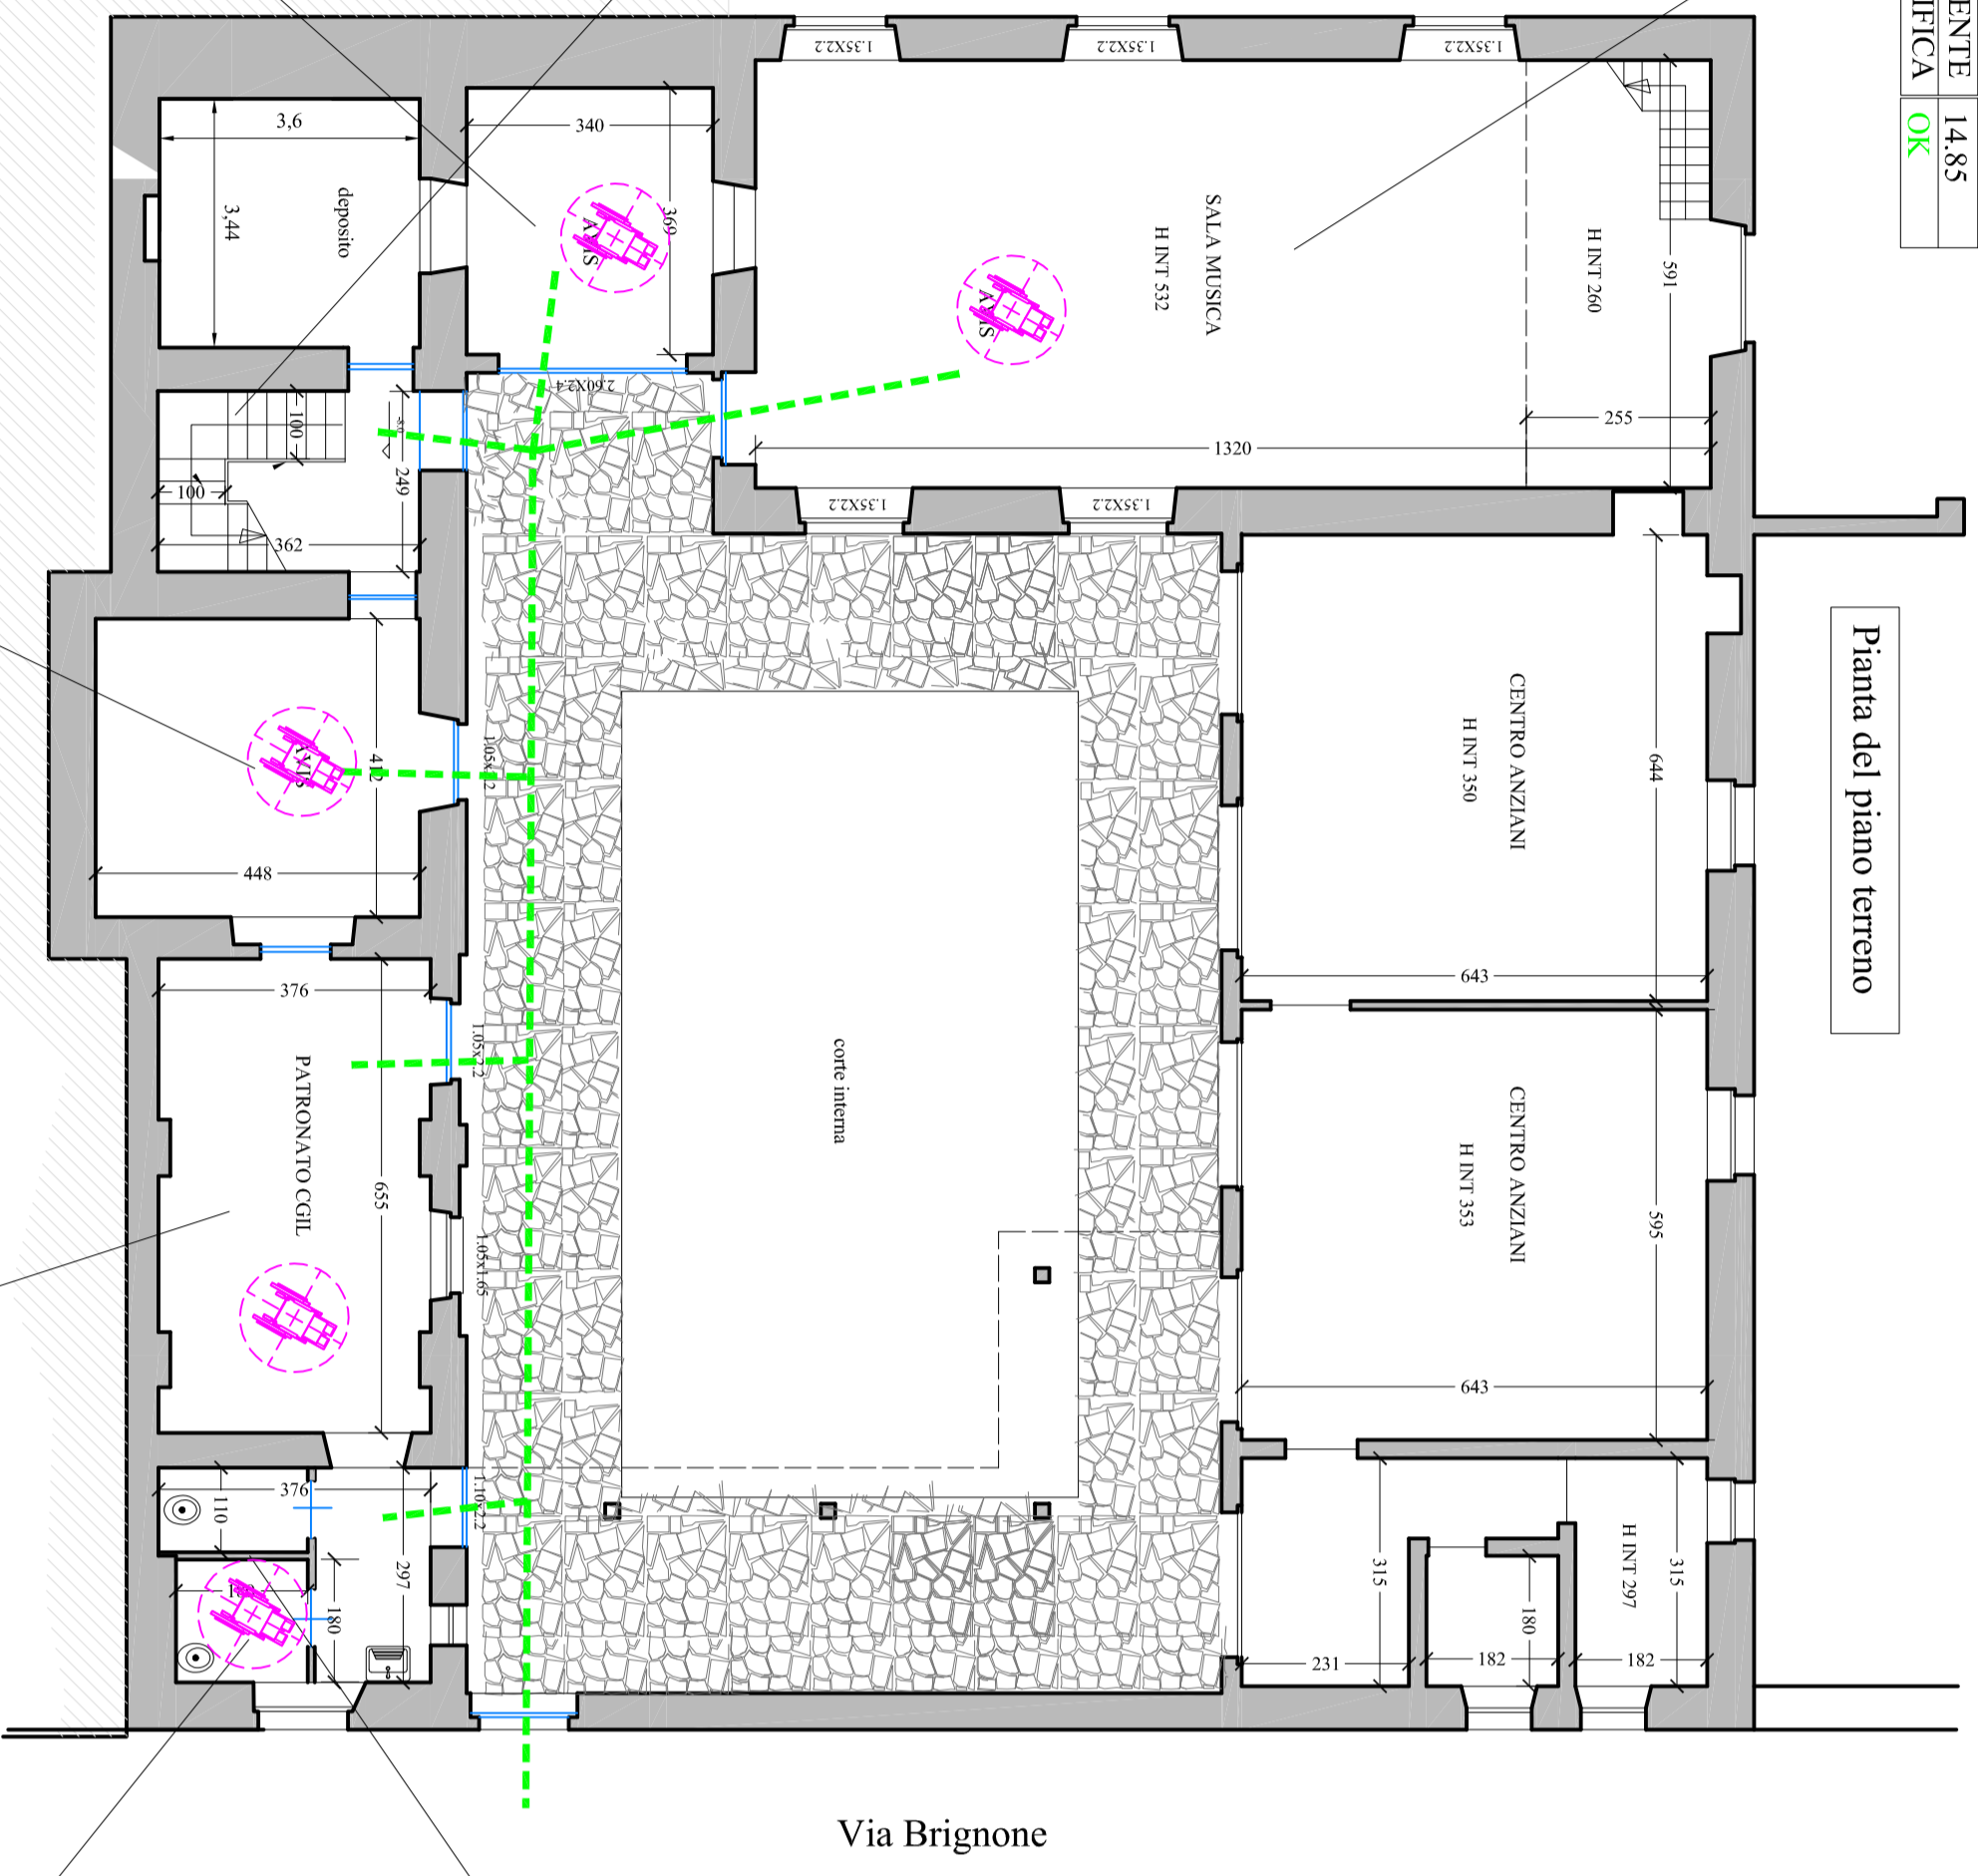 ENTE
14.85
IFICA
OK
Pianta del piano terreno
1.35X2.2
1.35X2.2
1.35X2.2
3,6
3,44
deposito
340
369
SALA MUSICA
H INT 532
H INT 260
591
255
1320
2.60X2.4
1.35X2.2
1.35X2.2
100
100
249
362
412
448
1.05x2.2
CENTRO ANZIANI
H INT 350
644
643
CENTRO ANZIANI
H INT 353
595
643
corte interna
376
PATRONATO CGIL
655
1.05x2.2
1.05x1.65
1.10x2.2
376
110
297
180
315
H INT 297
315
180
231
182
182
Via Brignone